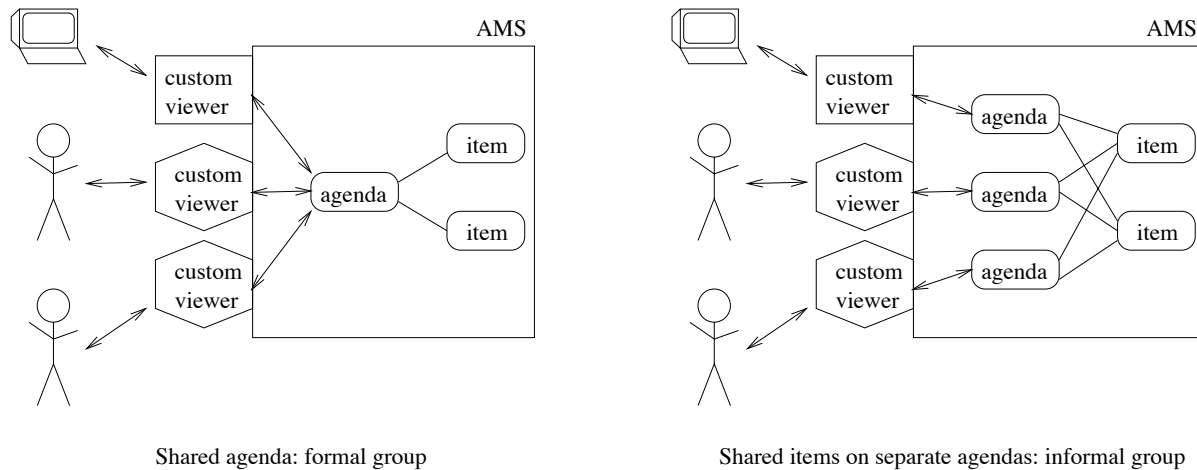 AMS
custom
viewer
custom
viewer
custom
viewer
agenda
item
item
Shared agenda: formal group
AMS
custom
viewer
custom
viewer
custom
viewer
agenda
agenda
agenda
item
item
Shared items on separate agendas: informal group